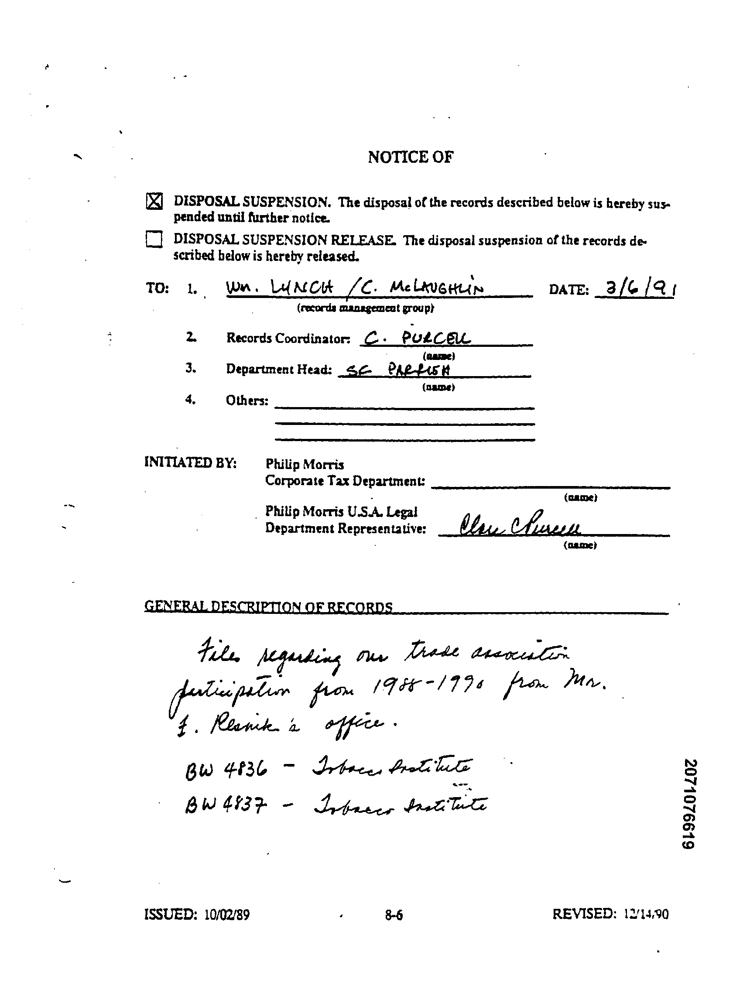 NOTICE OF
DISPOSAL SUSPENSION. The disposal of the records described below is hereby sus-
pended until further notice.
DISPOSAL SUSPENSION RELEASE. The disposal suspension of the records de-
scribed below is hereby released.
TO: 1. Wm. LYNCH / C. McLAUGHLIN DATE: 3/6/91
(records management group)
2. Records Coordinator: C. PURCELL
(name)
3. Department Head: SC PARRISH
(name)
4. Others:
INITIATED BY: Philip Morris
Corporate Tax Department:
(name)
Philip Morris U.S.A. Legal
Department Representative: Clare C Purcell
(name)
GENERAL DESCRIPTION OF RECORDS
Files regarding our trade association
participation from 1988-1990 from Mr.
Resnik's office.
BW 4836 - Tobacco Institute
BW 4837 - Tobacco Institute
2071076619
ISSUED: 10/02/89 8-6 REVISED: 12/14/90